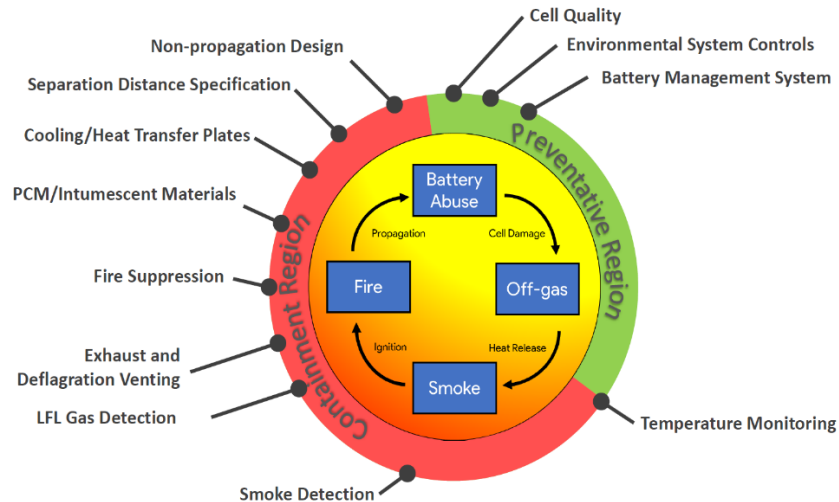 Cell Quality
Non-propagation Design
Environmental System Controls
Separation Distance Specification
Battery Management System
Cooling/Heat Transfer Plates
PCM/Intumescent Materials
Fire Suppression
Exhaust and
Deflagration Venting
LFL Gas Detection
Smoke Detection
Temperature Monitoring
Preventative Region
Containment Region
Battery
Abuse
Cell Damage
Off-gas
Heat Release
Smoke
Ignition
Fire
Propagation